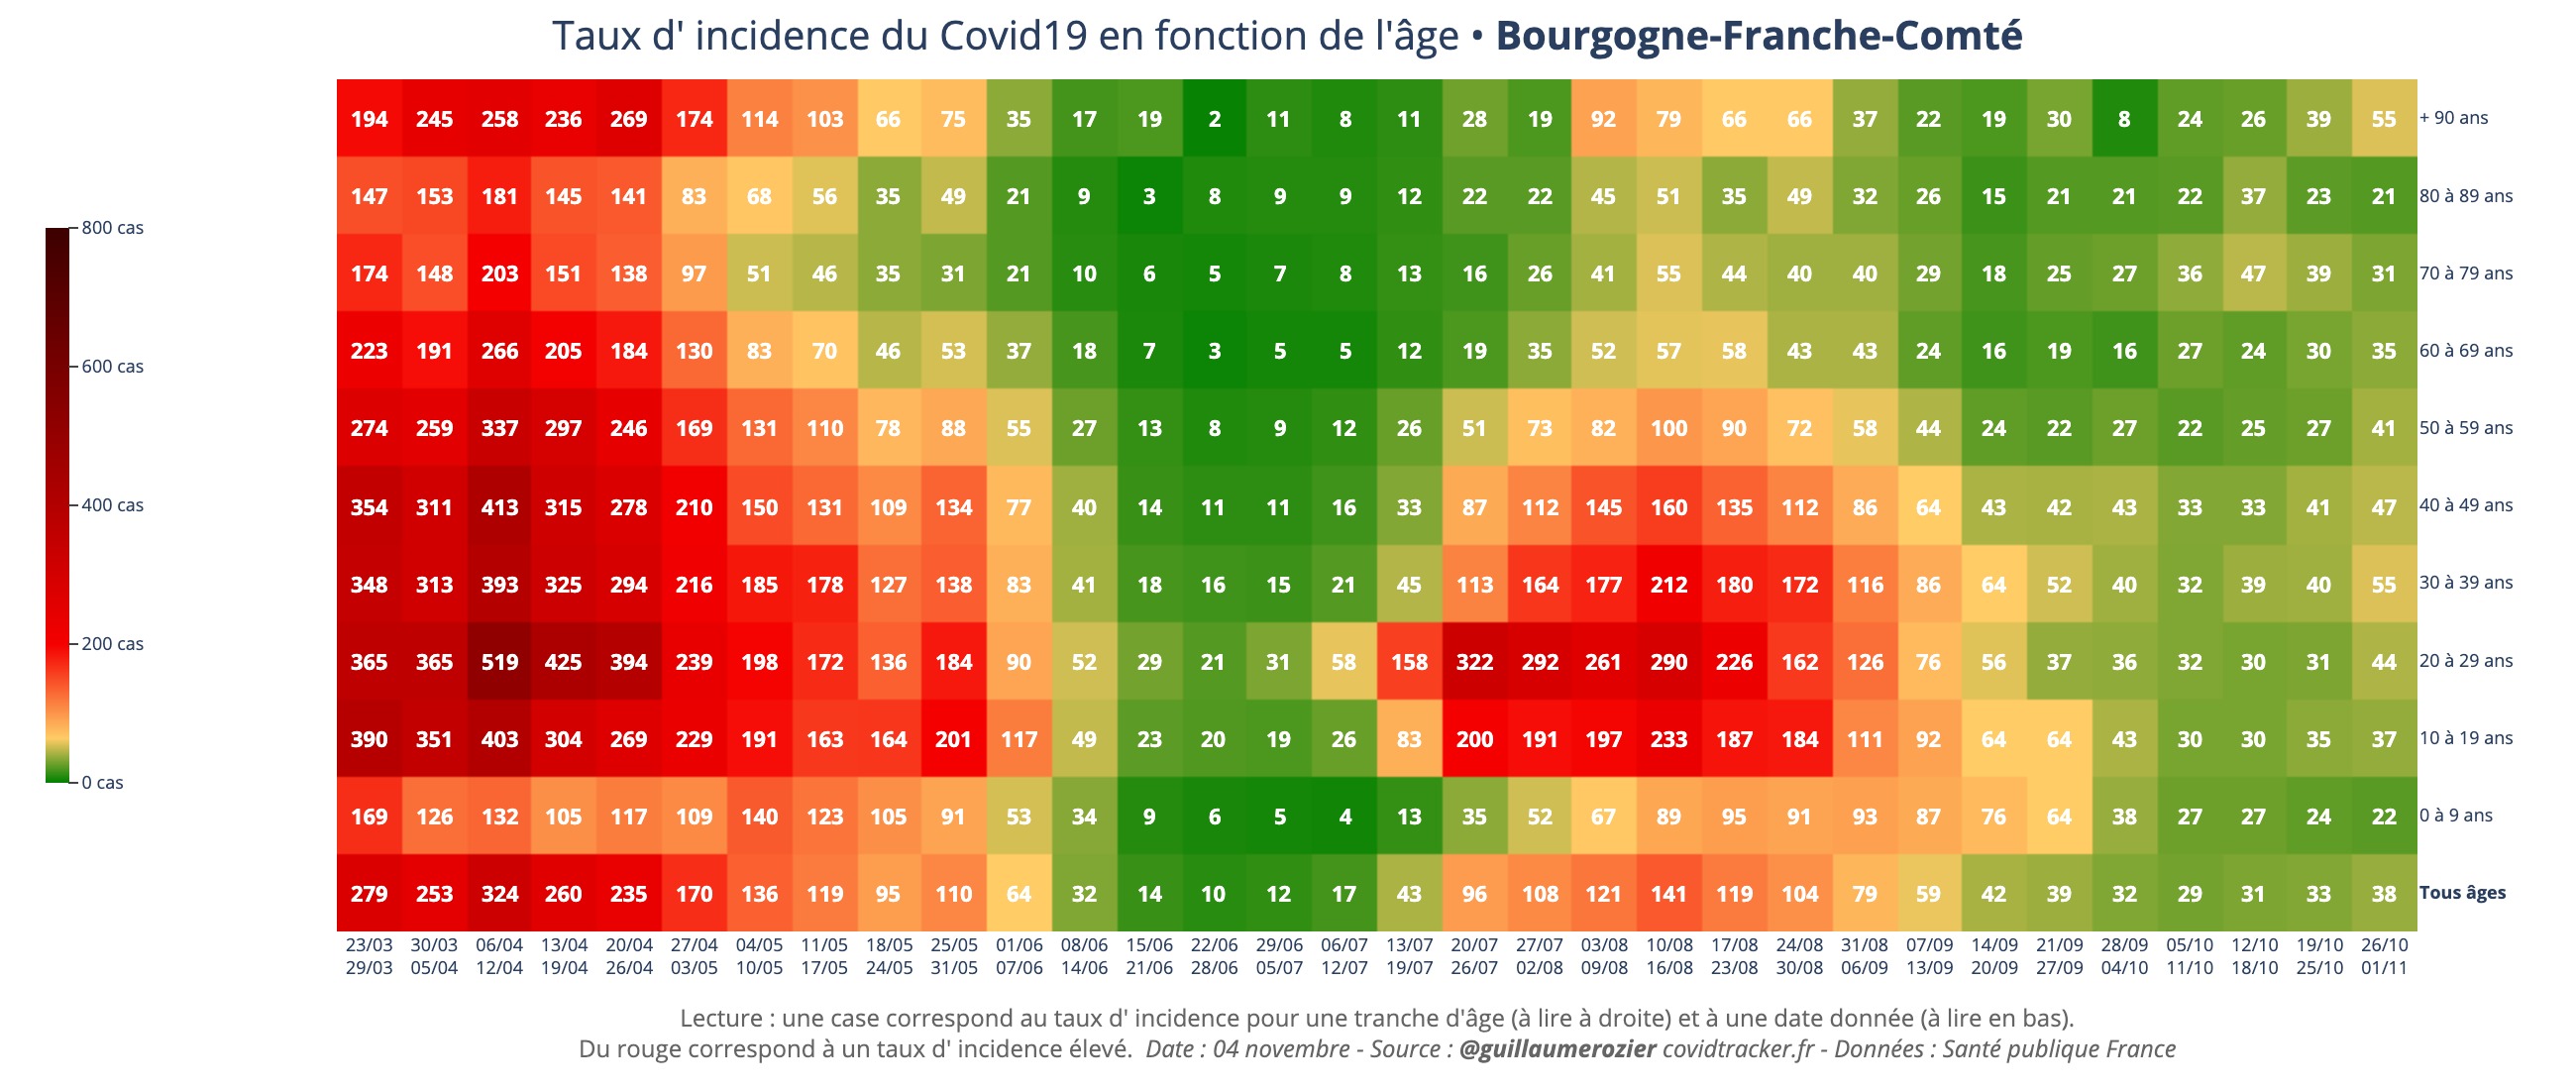 Taux d' incidence du Covid19 en fonction de l'âge • Bourgogne-Franche-Comté
800 cas
600 cas
400 cas
200 cas
0 cas
194 245 258 236 269 174 114 103 66 75 35 17 19 2 11 8 11 28 19 92 79 66 66 37 22 19 30 8 24 26 39 55 + 90 ans
147 153 181 145 141 83 68 56 35 49 21 9 3 8 9 9 12 22 22 45 51 35 49 32 26 15 21 21 22 37 23 21 80 à 89 ans
174 148 203 151 138 97 51 46 35 31 21 10 6 5 7 8 13 16 26 41 55 44 40 40 29 18 25 27 36 47 39 31 70 à 79 ans
223 191 266 205 184 130 83 70 46 53 37 18 7 3 5 5 12 19 35 52 57 58 43 43 24 16 19 16 27 24 30 35 60 à 69 ans
274 259 337 297 246 169 131 110 78 88 55 27 13 8 9 12 26 51 73 82 100 90 72 58 44 24 22 27 22 25 27 41 50 à 59 ans
354 311 413 315 278 210 150 131 109 134 77 40 14 11 11 16 33 87 112 145 160 135 112 86 64 43 42 43 33 33 41 47 40 à 49 ans
348 313 393 325 294 216 185 178 127 138 83 41 18 16 15 21 45 113 164 177 212 180 172 116 86 64 52 40 32 39 40 55 30 à 39 ans
365 365 519 425 394 239 198 172 136 184 90 52 29 21 31 58 158 322 292 261 290 226 162 126 76 56 37 36 32 30 31 44 20 à 29 ans
390 351 403 304 269 229 191 163 164 201 117 49 23 20 19 26 83 200 191 197 233 187 184 111 92 64 64 43 30 30 35 37 10 à 19 ans
169 126 132 105 117 109 140 123 105 91 53 34 9 6 5 4 13 35 52 67 89 95 91 93 87 76 64 38 27 27 24 22 0 à 9 ans
279 253 324 260 235 170 136 119 95 110 64 32 14 10 12 17 43 96 108 121 141 119 104 79 59 42 39 32 29 31 33 38 Tous âges
23/03 30/03 06/04 13/04 20/04 27/04 04/05 11/05 18/05 25/05 01/06 08/06 15/06 22/06 29/06 06/07 13/07 20/07 27/07 03/08 10/08 17/08 24/08 31/08 07/09 14/09 21/09 28/09 05/10 12/10 19/10 26/10
29/03 05/04 12/04 19/04 26/04 03/05 10/05 17/05 24/05 31/05 07/06 14/06 21/06 28/06 05/07 12/07 19/07 26/07 02/08 09/08 16/08 23/08 30/08 06/09 13/09 20/09 27/09 04/10 11/10 18/10 25/10 01/11
Lecture : une case correspond au taux d' incidence pour une tranche d'âge (à lire à droite) et à une date donnée (à lire en bas).
Du rouge correspond à un taux d' incidence élevé. Date : 04 novembre - Source : @guillaumerozier covidtracker.fr - Données : Santé publique France